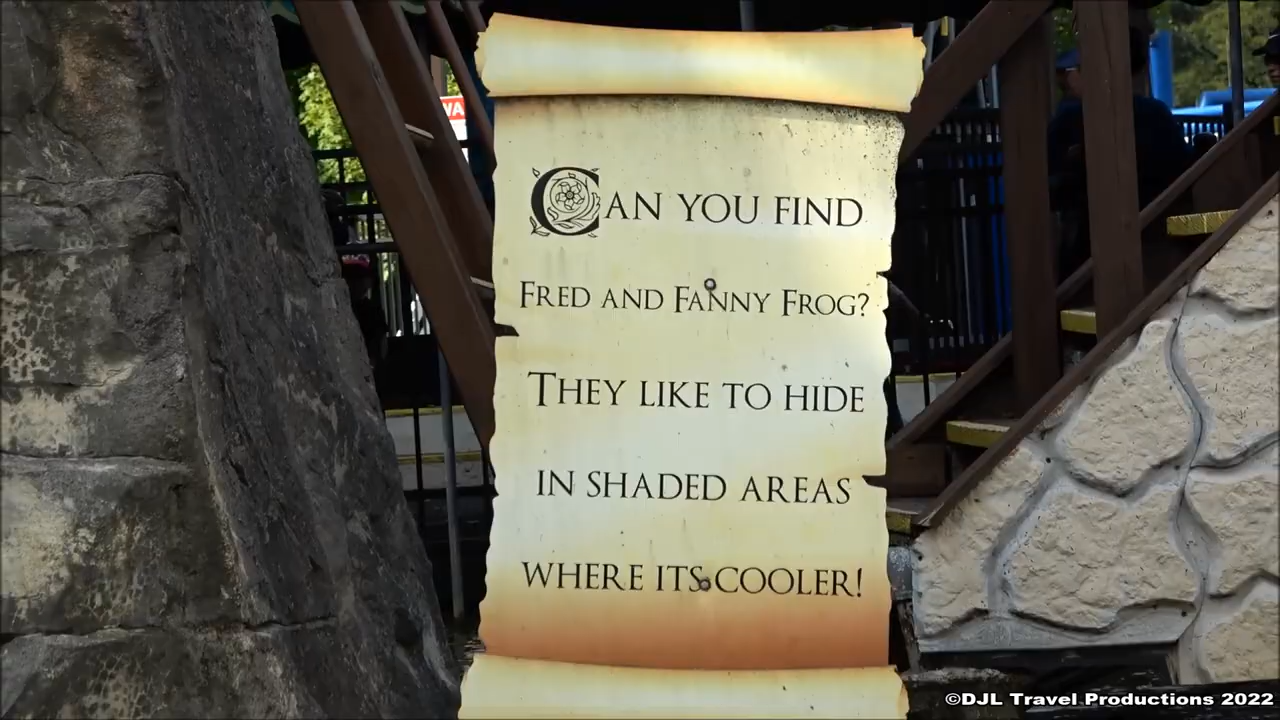 WA
CAN YOU FIND
FRED AND FANNY FROG?
THEY LIKE TO HIDE
IN SHADED AREAS
WHERE ITS COOLER!
©DJL Travel Productions 2022